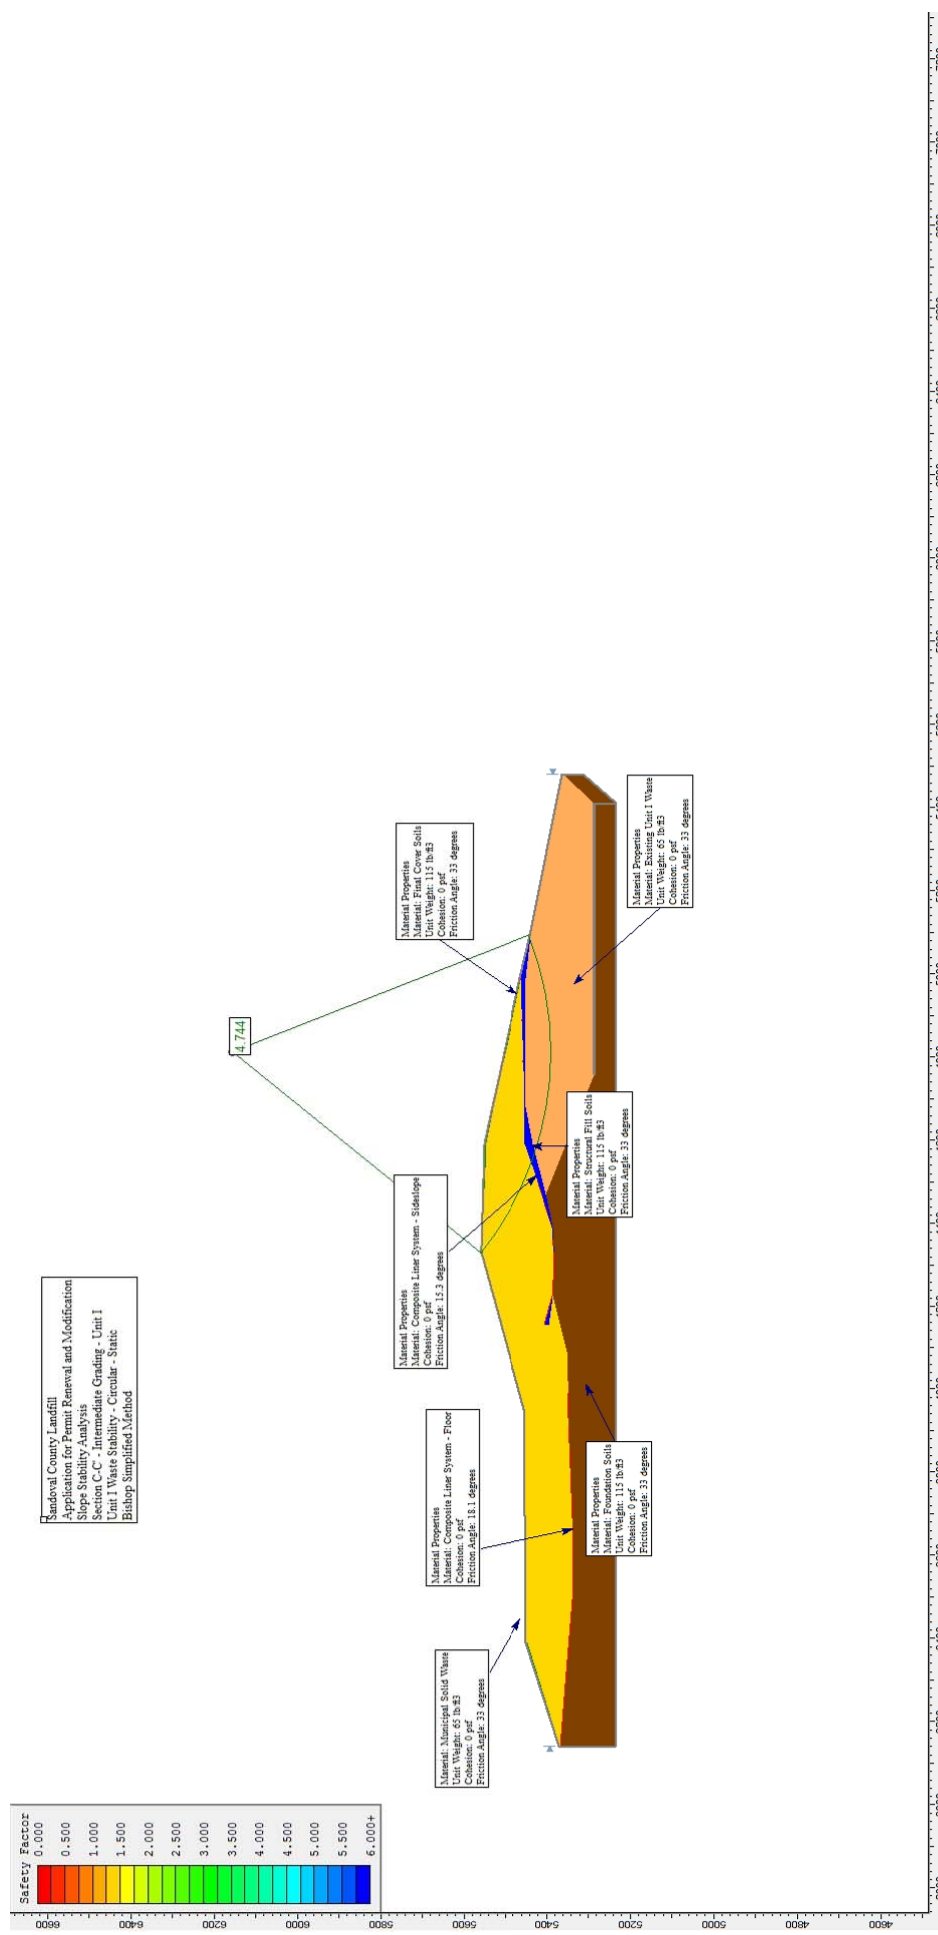 Safety Factor
0.000
0.500
1.000
1.500
2.000
2.500
3.000
3.500
4.000
4.500
5.000
5.500
6.000+
Sandoval County Landfill
Application for Permit Renewal and Modification
Slope Stability Analysis
Section C-C' - Intermediate Grading - Unit I
Unit I Waste Stability - Circular - Static
Bishop Simplified Method
4.744
Material Properties
Material: Municipal Solid Waste
Unit Weight: 65 lb/ft3
Cohesion: 0 psf
Friction Angle: 33 degrees
Material Properties
Material: Composite Liner System - Floor
Cohesion: 0 psf
Friction Angle: 18.1 degrees
Material Properties
Material: Composite Liner System - Sideslope
Cohesion: 0 psf
Friction Angle: 15.3 degrees
Material Properties
Material: Final Cover Soils
Unit Weight: 115 lb/ft3
Cohesion: 0 psf
Friction Angle: 33 degrees
Material Properties
Material: Foundation Soils
Unit Weight: 115 lb/ft3
Cohesion: 0 psf
Friction Angle: 33 degrees
Material Properties
Material: Structural Fill Soils
Unit Weight: 115 lb/ft3
Cohesion: 0 psf
Friction Angle: 33 degrees
Material Properties
Material: Existing Unit I Waste
Unit Weight: 65 lb/ft3
Cohesion: 0 psf
Friction Angle: 33 degrees
6600
6400
6200
6000
5800
5600
5400
5200
5000
4800
4600